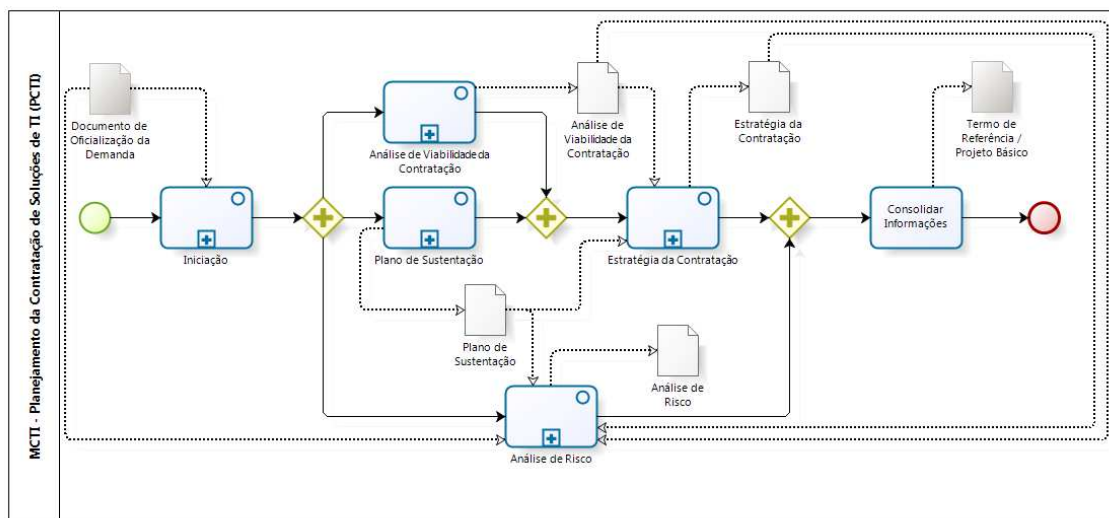 MCTI - Planejamento da Contratação de Soluções de TI (PCTI)
Documento de
Oficialização da
Demanda
Iniciação
Análise de Viabilidade da
Contratação
Plano de Sustentação
Plano de
Sustentação
Análise de
Viabilidade da
Contratação
Estratégia da Contratação
Estratégia da
Contratação
Análise de
Risco
Análise de Risco
Consolidar
Informações
Termo de
Referência /
Projeto Básico